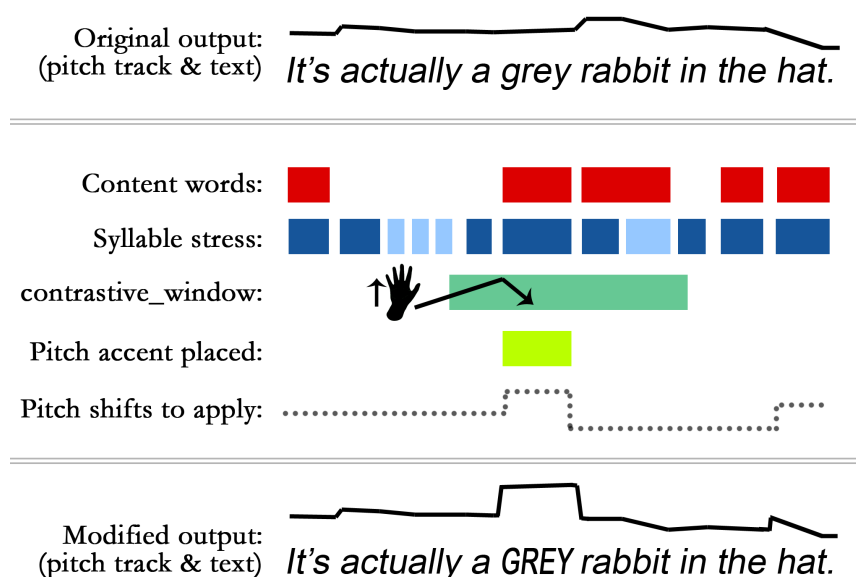 Original output:
(pitch track & text)
It's actually a grey rabbit in the hat.
Content words:
Syllable stress:
contrastive_window:
Pitch accent placed:
Pitch shifts to apply:
Modified output:
(pitch track & text)
It's actually a GREY rabbit in the hat.